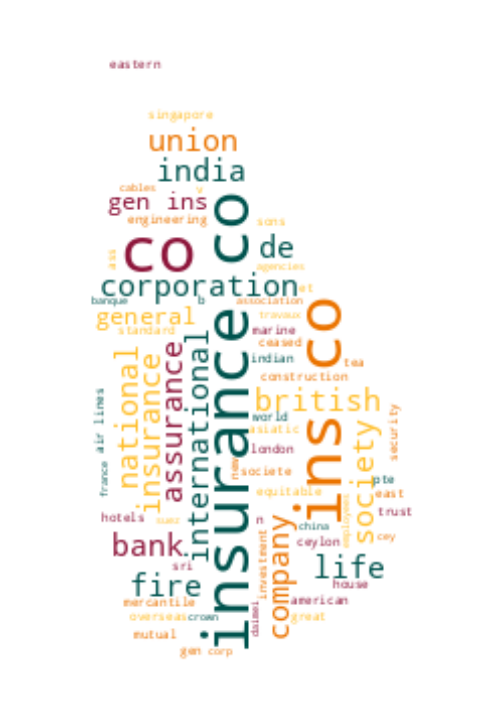 eastern
singapore
union
india
cables
v
gen ins
engineering
sons
co
ass
de
agencies
corporation
et
banque
b
association
general
travaux
standard
marine
ceased
insurance co
ins co
indian
tea
national
insurance
assurance
international
construction
air lines
british
world
asiatic
security
london
society
new
societe
france
pte
equitable
east
employees
hotels
suez
n
trust
china
bank
company
ceylon
cey
investment
sri
life
fire
house
mercantile
american
daimei
overseas
crown
great
mutual
gen
corp